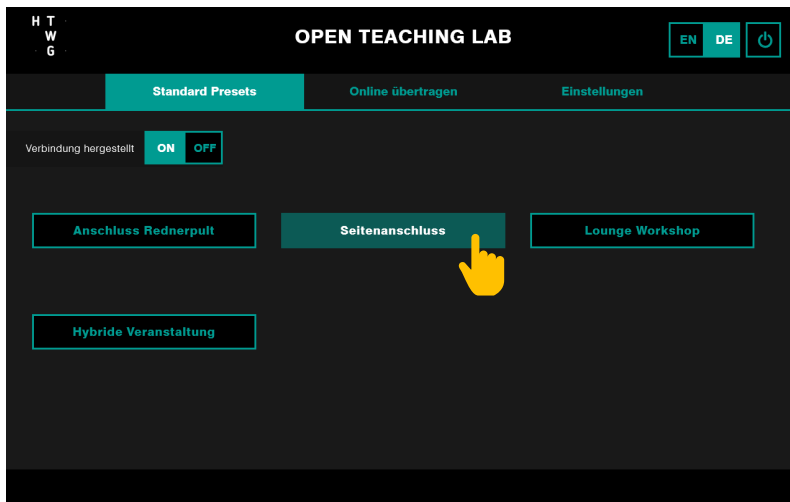 H T
W
G
OPEN TEACHING LAB
EN DE
Standard Presets Online übertragen Einstellungen
Verbindung hergestellt ON OFF
Anschluss Rednerpult Seitenanschluss Lounge Workshop
Hybride Veranstaltung